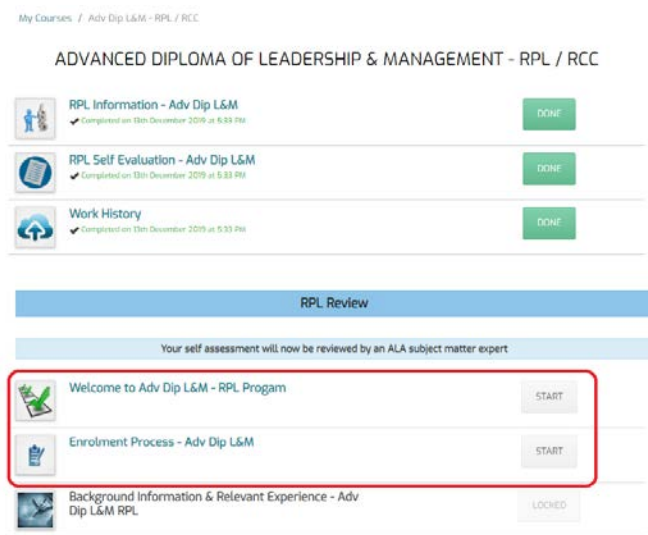 My Courses / Adv Dip L&M - RPL / RCC
ADVANCED DIPLOMA OF LEADERSHIP & MANAGEMENT - RPL / RCC
RPL Information - Adv Dip L&M
✔ Completed on 13th December 2019 at 5:33 PM
DONE
RPL Self Evaluation - Adv Dip L&M
✔ Completed on 13th December 2019 at 5:33 PM
DONE
Work History
✔ Completed on 13th December 2019 at 5:33 PM
DONE
RPL Review
Your self assessment will now be reviewed by an ALA subject matter expert
Welcome to Adv Dip L&M - RPL Progam
START
Enrolment Process - Adv Dip L&M
START
Background Information & Relevant Experience - Adv
Dip L&M RPL
LOCKED